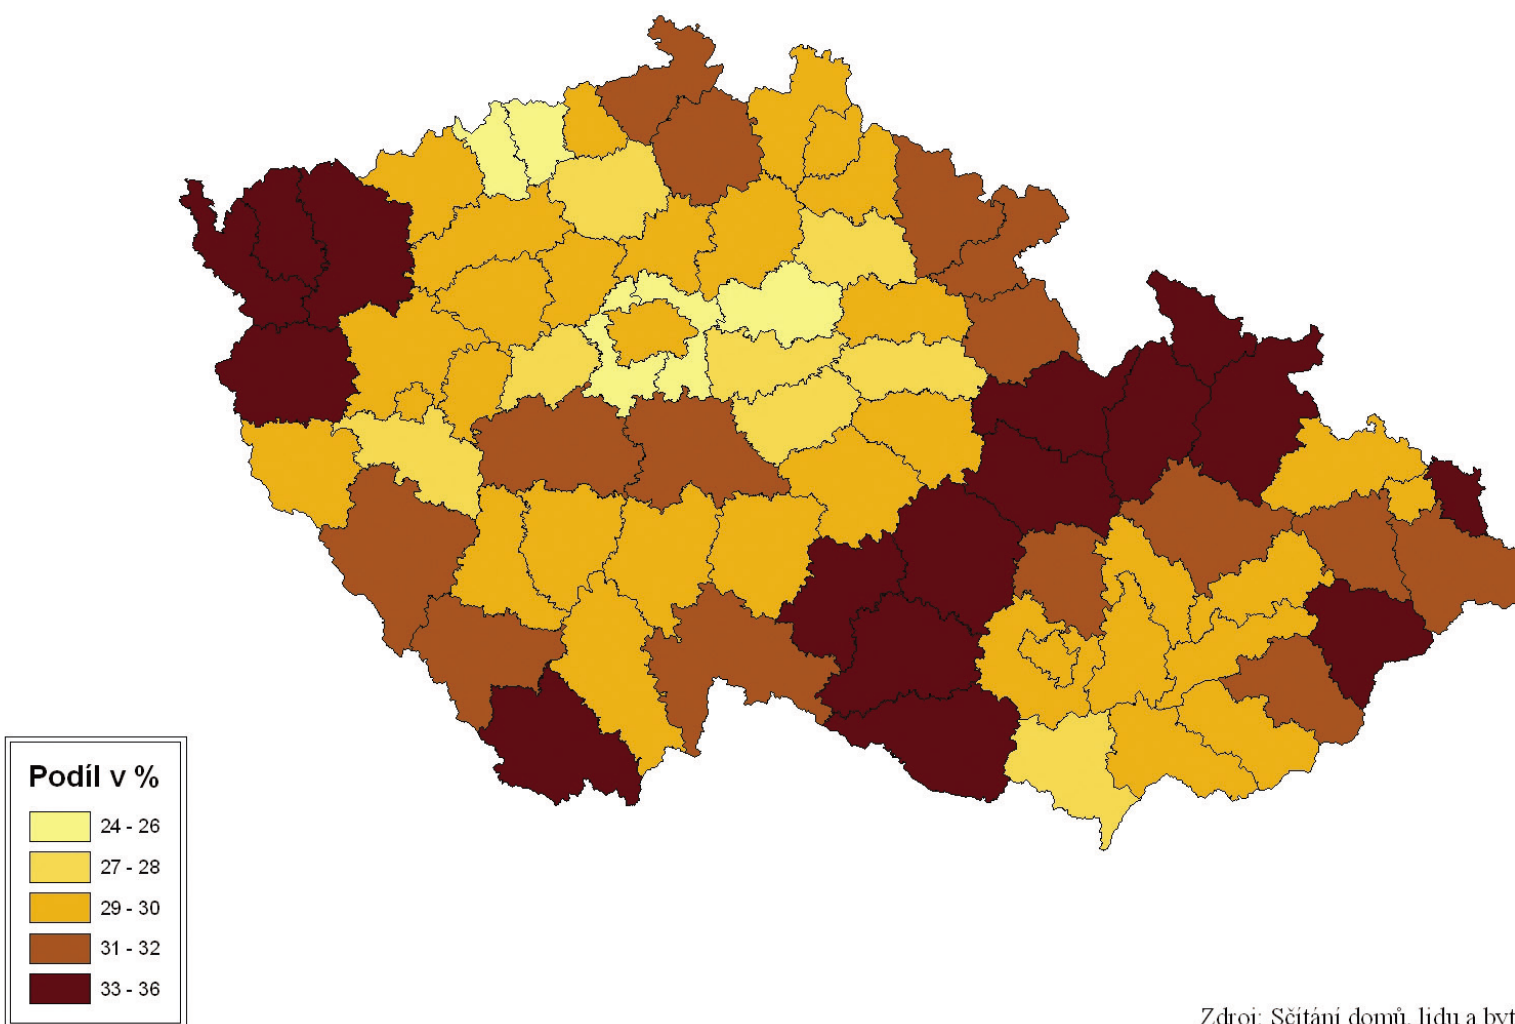 Podíl v %
24 - 26
27 - 28
29 - 30
31 - 32
33 - 36
Zdroj: Sčítání domů, lidu a byt